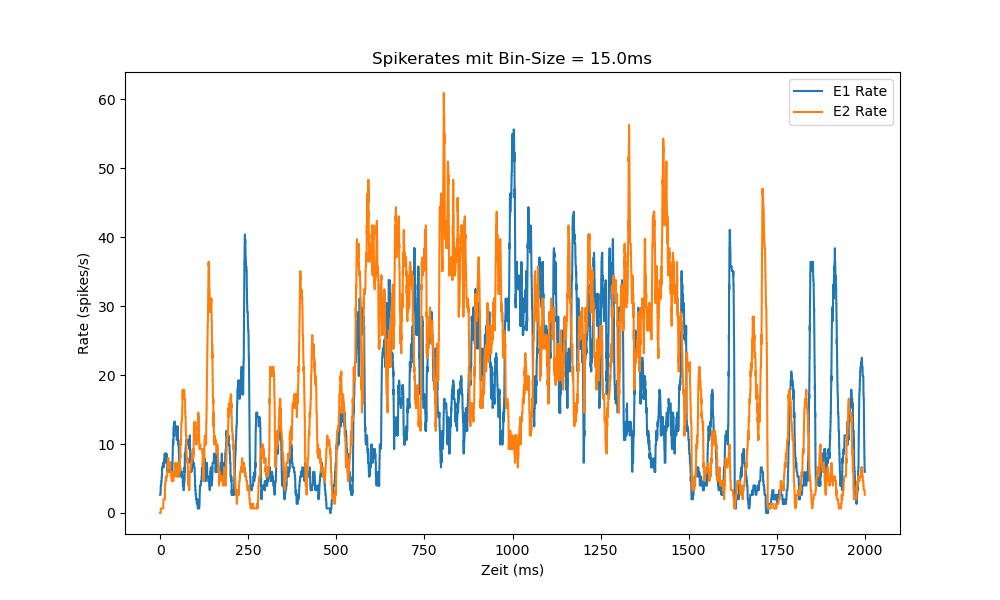 Spikerates mit Bin-Size = 15.0ms
E1 Rate
E2 Rate
60
50
40
30
20
10
0
Rate (spikes/s)
0 250 500 750 1000 1250 1500 1750 2000
Zeit (ms)